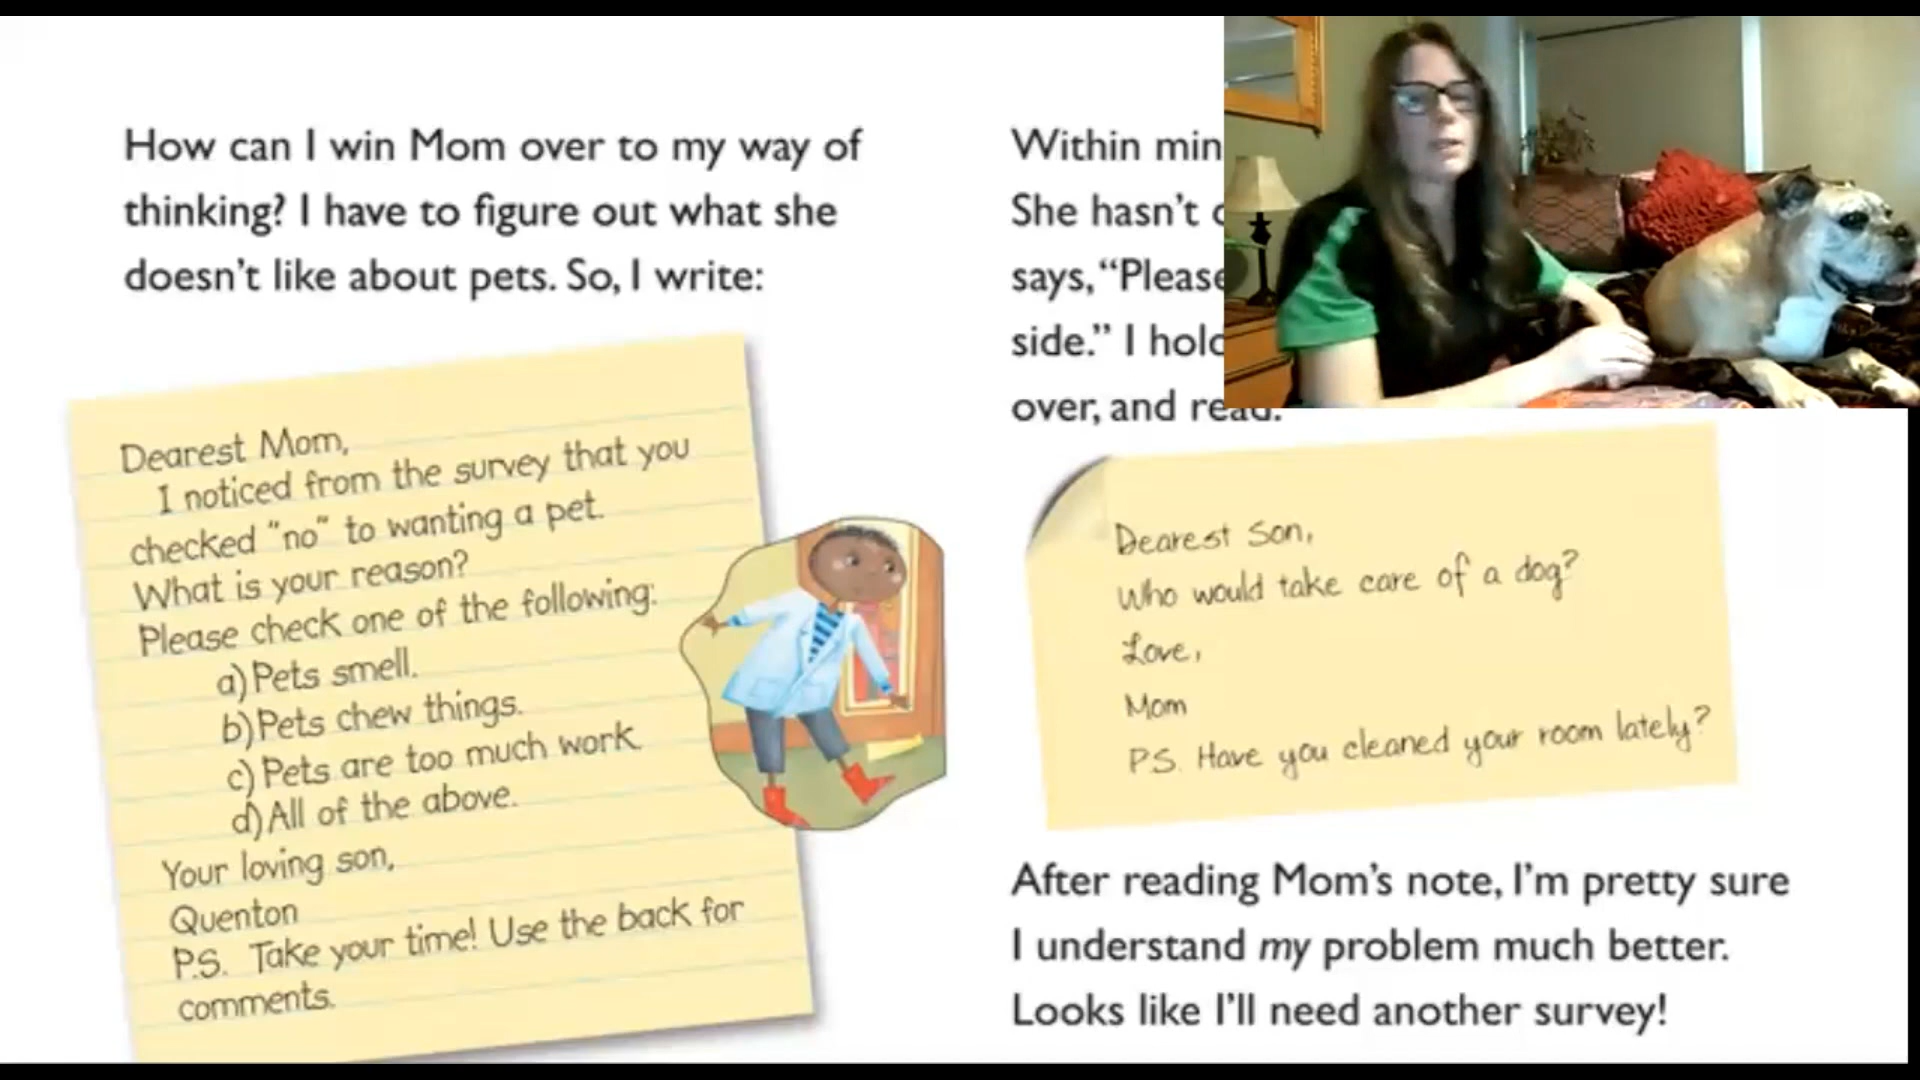 How can I win Mom over to my way of
thinking? I have to figure out what she
doesn't like about pets. So, I write:
Dearest Mom,
I noticed from the survey that you
checked "no" to wanting a pet.
What is your reason?
Please check one of the following:
a) Pets smell.
b) Pets chew things.
c) Pets are too much work.
d) All of the above.
Your loving son,
Quenton
P.S. Take your time! Use the back for
comments.
Within
She hasn't
says, "Please
side." I
over, and read:
Dearest Son,
Who would take care of a dog?
Love,
Mom
P.S. Have you cleaned your room lately?
After reading Mom's note, I'm pretty sure
I understand my problem much better.
Looks like I'll need another survey!